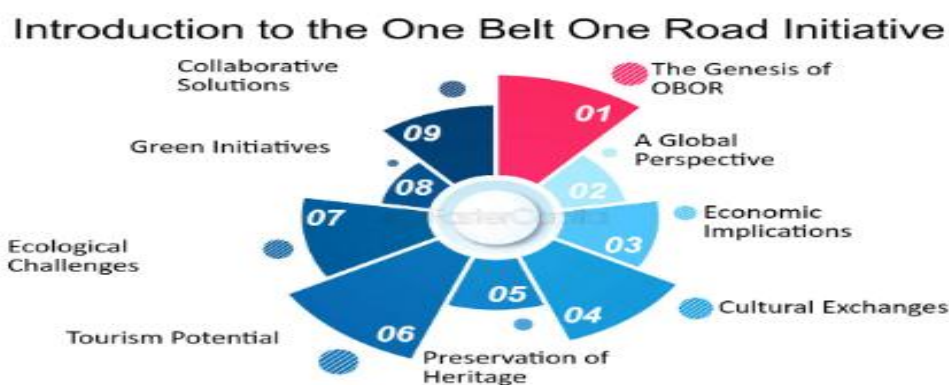 Introduction to the One Belt One Road Initiative
01
The Genesis of
OBOR
02
A Global
Perspective
03
Economic
Implications
04
Cultural Exchanges
05
Preservation of
Heritage
06
Tourism Potential
07
Ecological
Challenges
08
Green Initiatives
09
Collaborative
Solutions